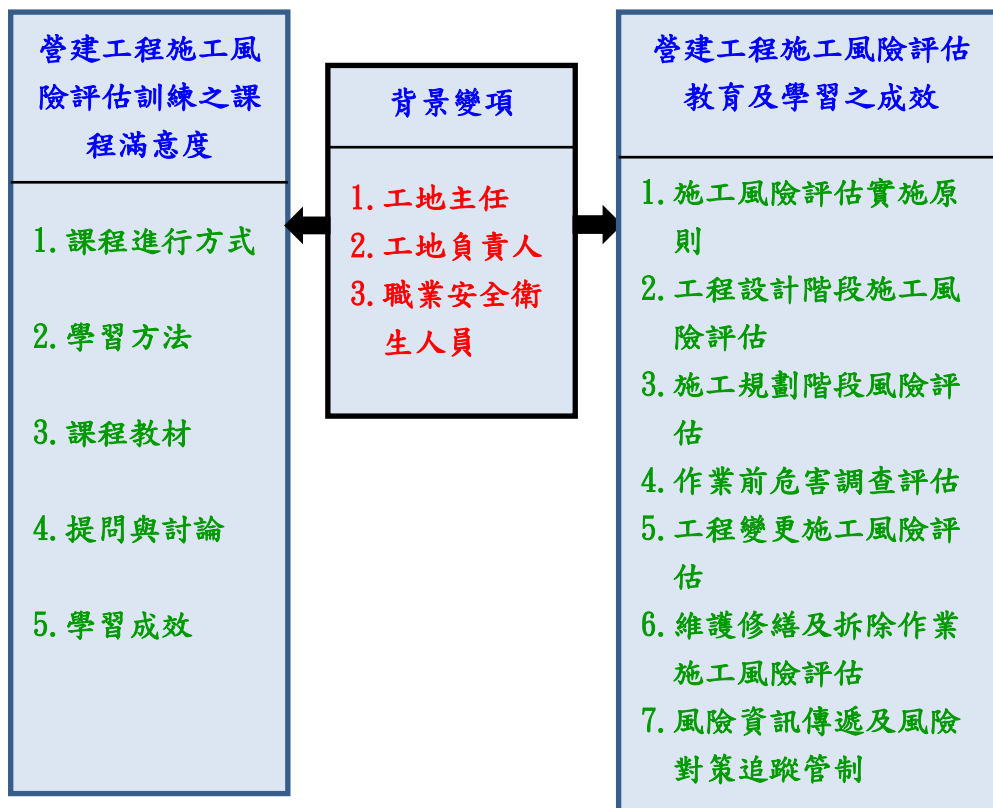 營建工程施工風
險評估訓練之課
程滿意度
1.課程進行方式
2.學習方法
3.課程教材
4.提問與討論
5.學習成效
背景變項
1.工地主任
2.工地負責人
3.職業安全衛
生人員
營建工程施工風險評估
教育及學習之成效
1.施工風險評估實施原
則
2.工程設計階段施工風
險評估
3.施工規劃階段風險評
估
4.作業前危害調查評估
5.工程變更施工風險評
估
6.維護修繕及拆除作業
施工風險評估
7.風險資訊傳遞及風險
對策追蹤管制